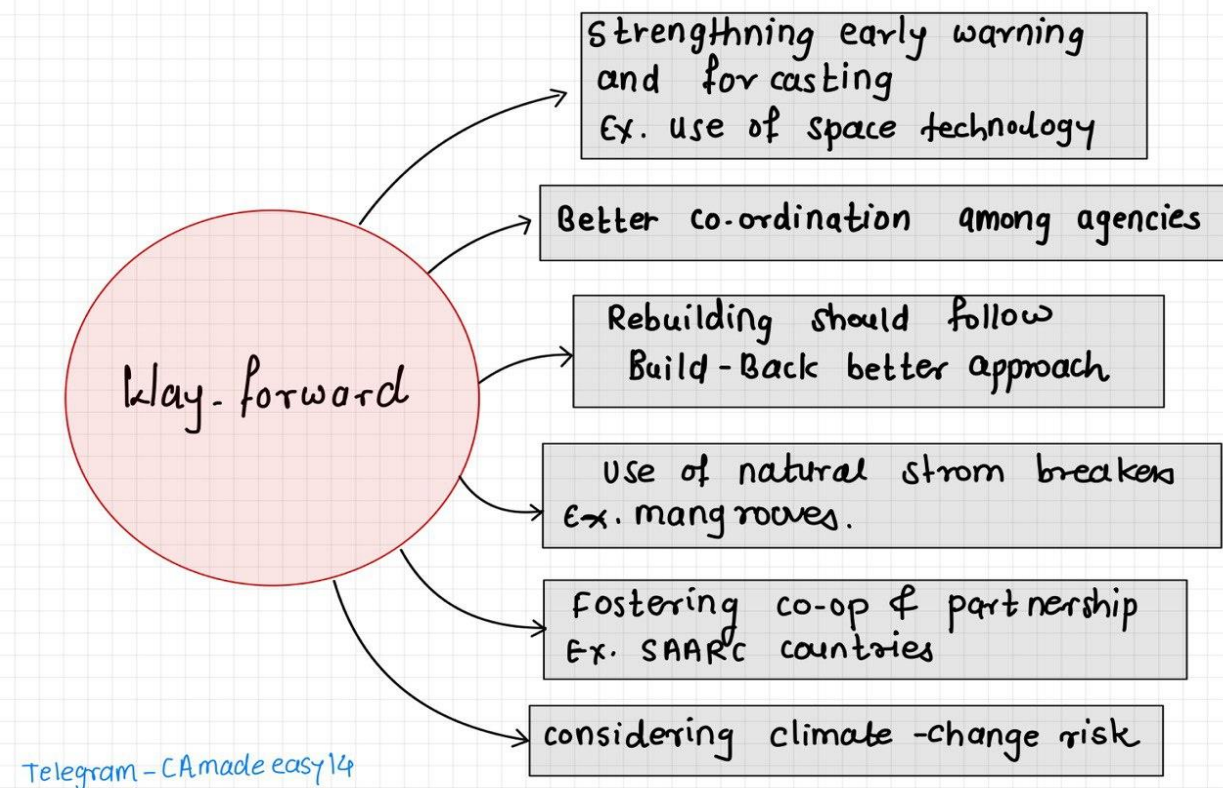 Strengthning early warning
and forcasting
Ex. use of space technology
Better co-ordination among agencies
Rebuilding should follow
Build-Back better approach
Way-forward
Use of natural strom breakers
Ex. mangrooves.
Fostering co-op & partnership
Ex. SAARC countries
considering climate-change risk
Telegram-CAmadeeasy14